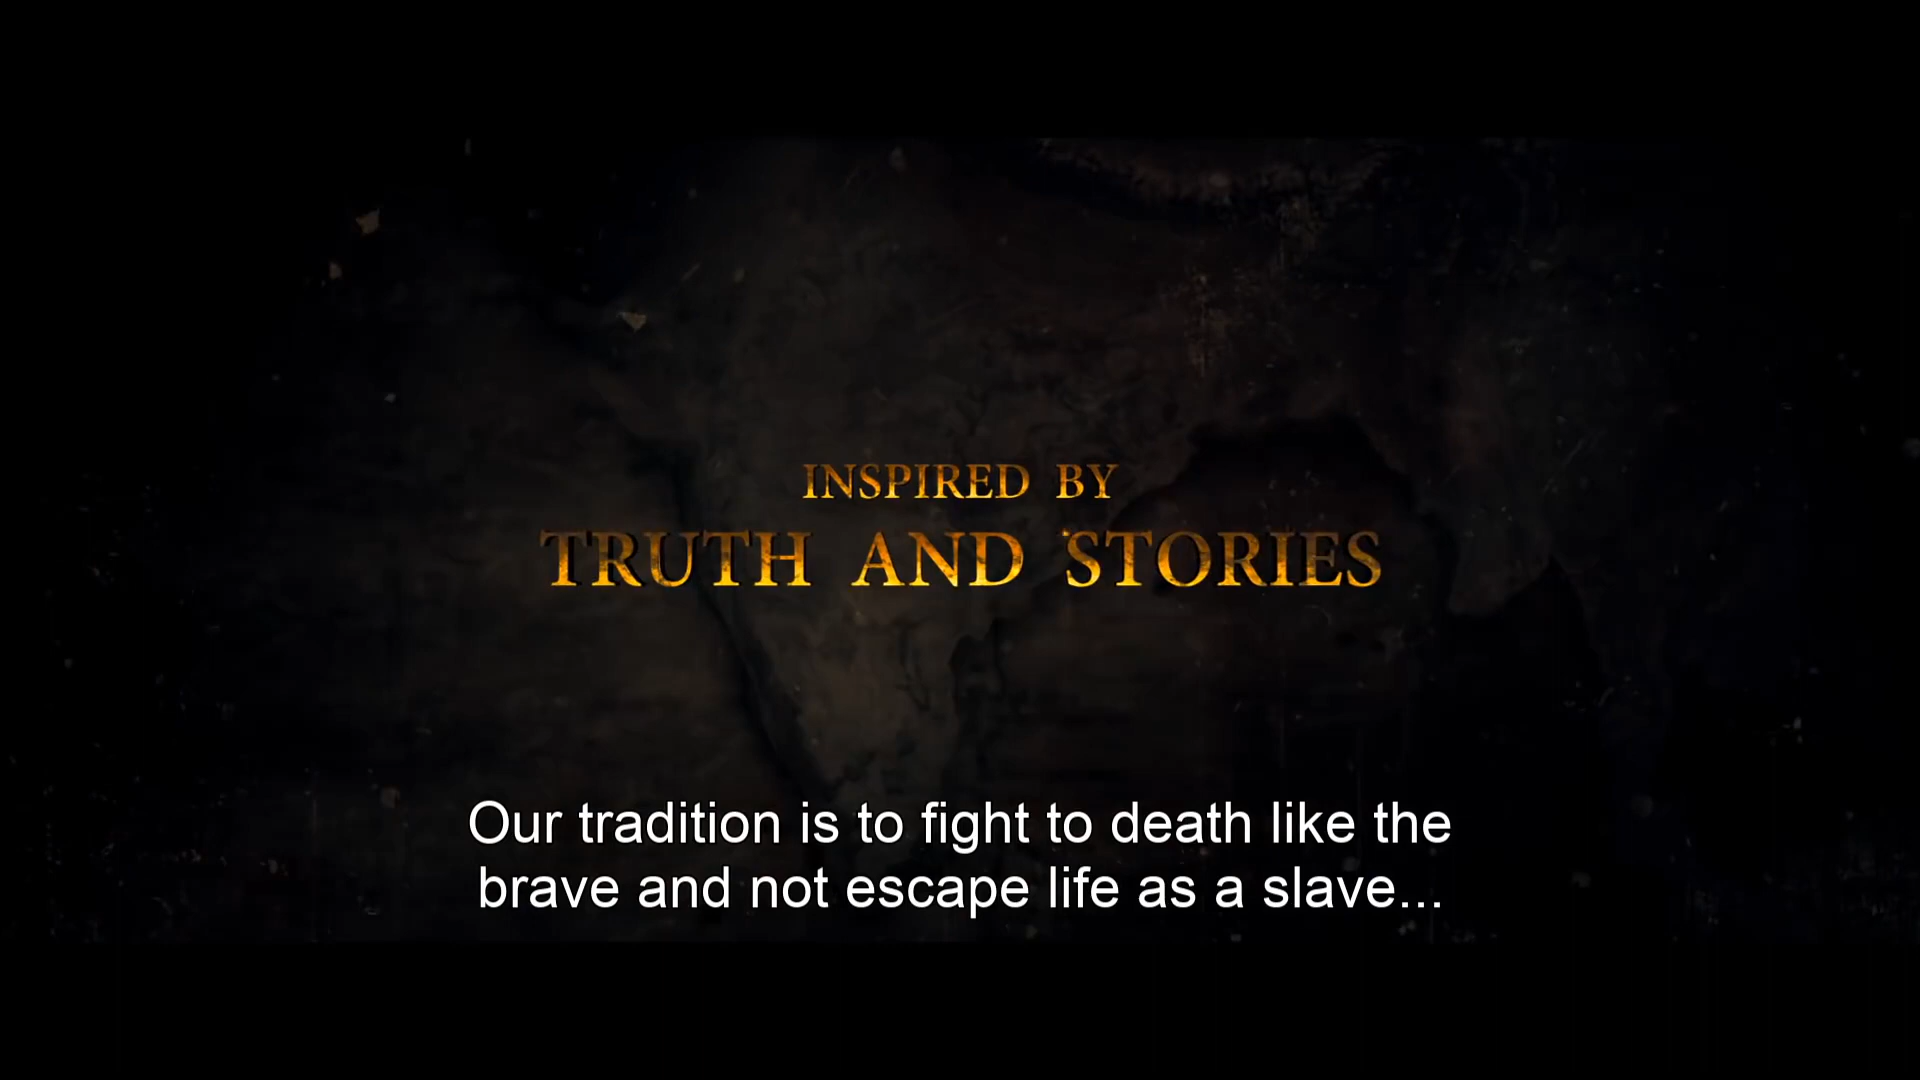 INSPIRED BY
TRUTH AND STORIES
Our tradition is to fight to death like the
brave and not escape life as a slave...